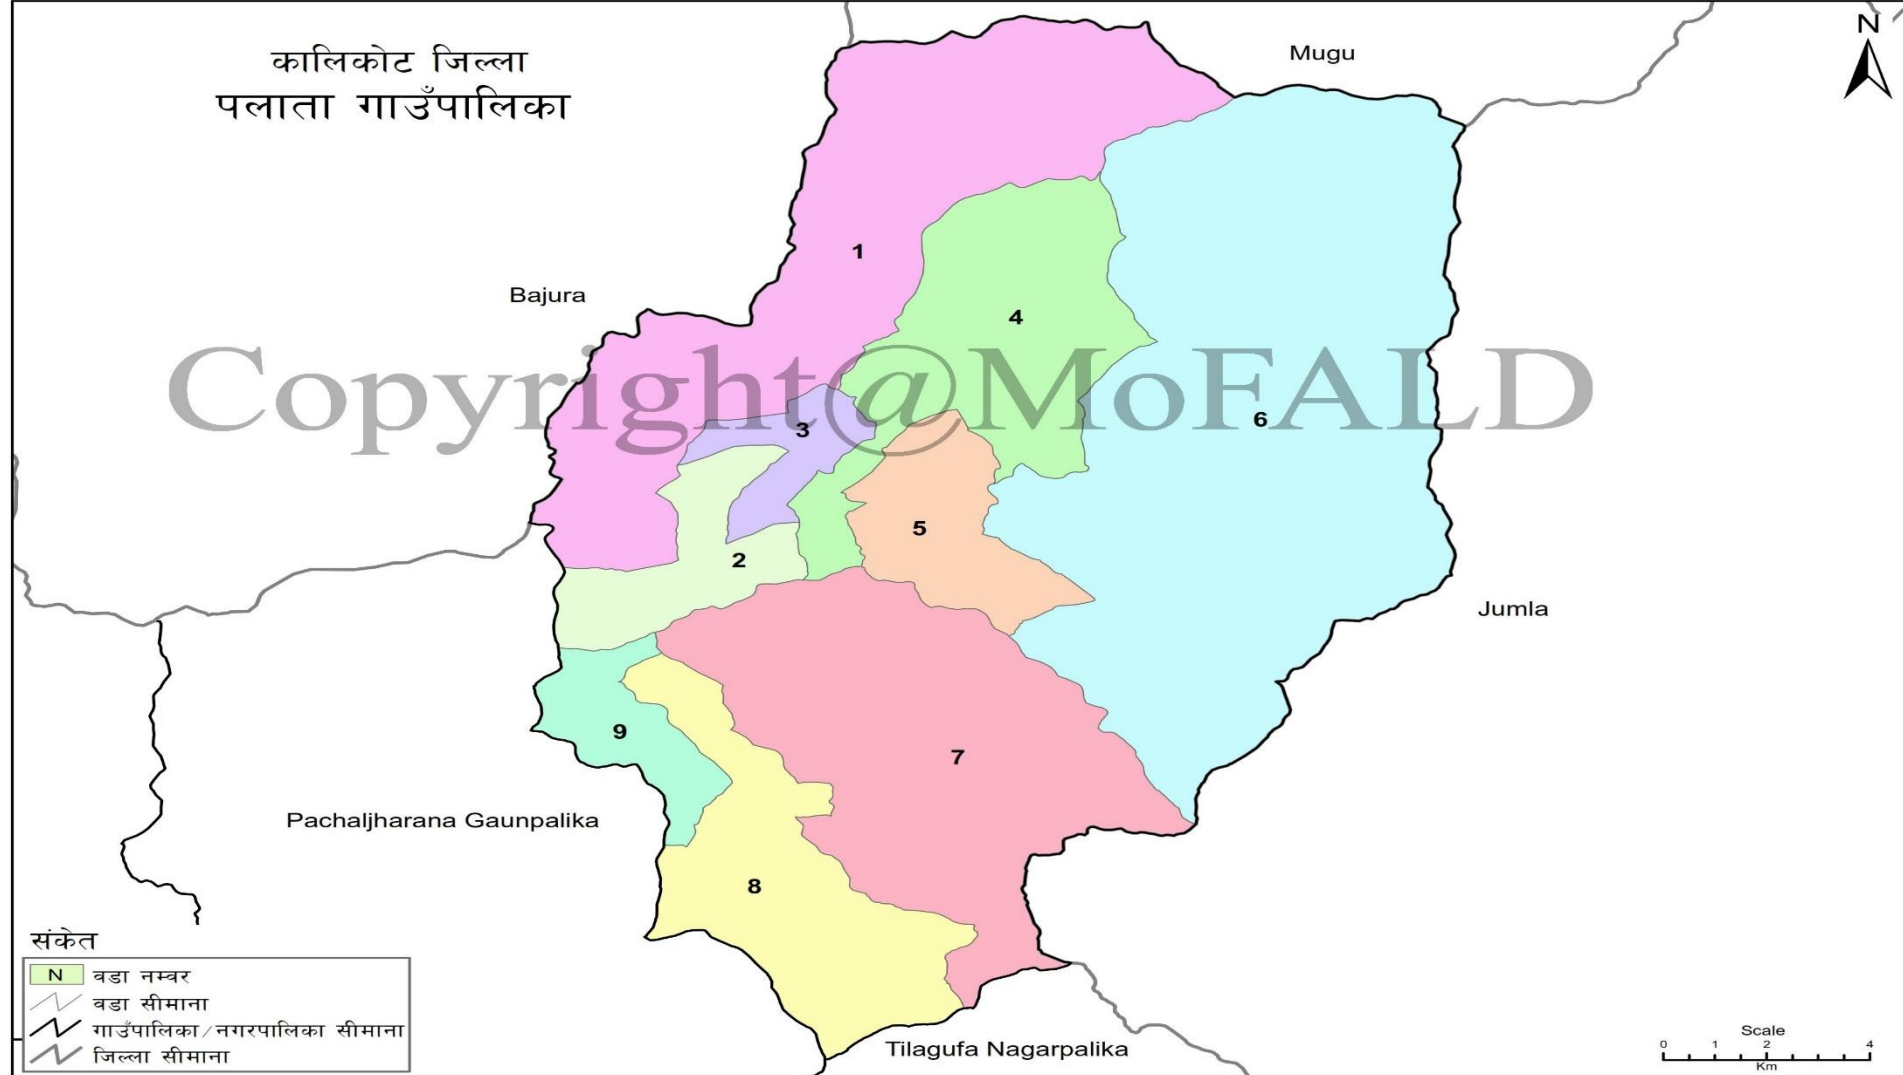 कालिकोट जिल्ला
पलाता गाउँपालिका
N
Mugu
1
Bajura
4
Copyright@MoFALD
6
3
5
2
Jumla
9
7
Pachaljharana Gaunpalika
8
संकेत
N वडा नम्वर
वडा सीमाना
गाउँपालिका/नगरपालिका सीमाना
जिल्ला सीमाना
Tilagufa Nagarpalika
Scale
0 1 2 4
Km